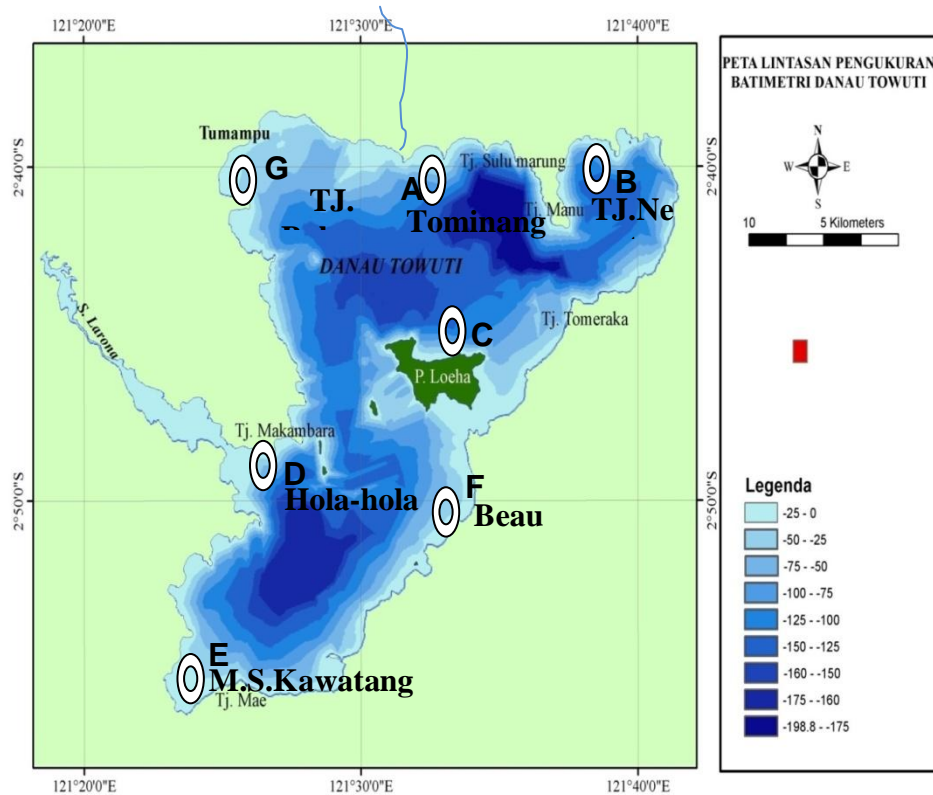 121°20'0"E
121°30'0"E
121°40'0"E
2°40'0"S
2°40'0"S
2°50'0"S
2°50'0"S
121°20'0"E
121°30'0"E
121°40'0"E
Tumampu
G
TJ.
A
Tominang
Tj. Sulu marung
B
Tj. Manu
TJ.Ne
DANAU TOWUTI
C
Tj. Tomeraka
P. Loeha
S. Larona
Tj. Makambara
D
Hola-hola
F
Beau
E
M.S.Kawatang
Tj. Mae
PETA LINTASAN PENGUKURAN
BATIMETRI DANAU TOWUTI
N
W E
S
10 5 Kilometers
Legenda
-25 - 0
-50 - -25
-75 - -50
-100 - -75
-125 - -100
-150 - -125
-160 - -150
-175 - -160
-198.8 - -175